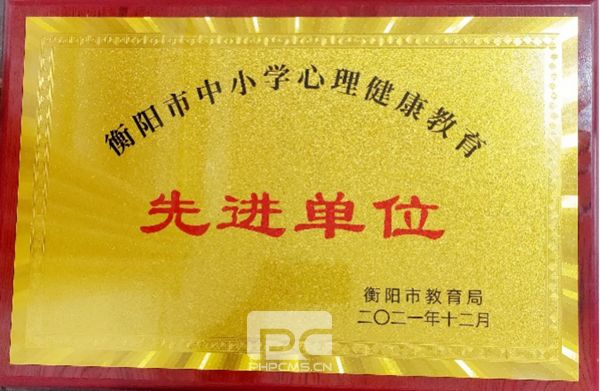 衡阳市中小学心理健康教育
先进单位
衡阳市教育局
二〇二一年十二月
PC
PHPCMS.CN